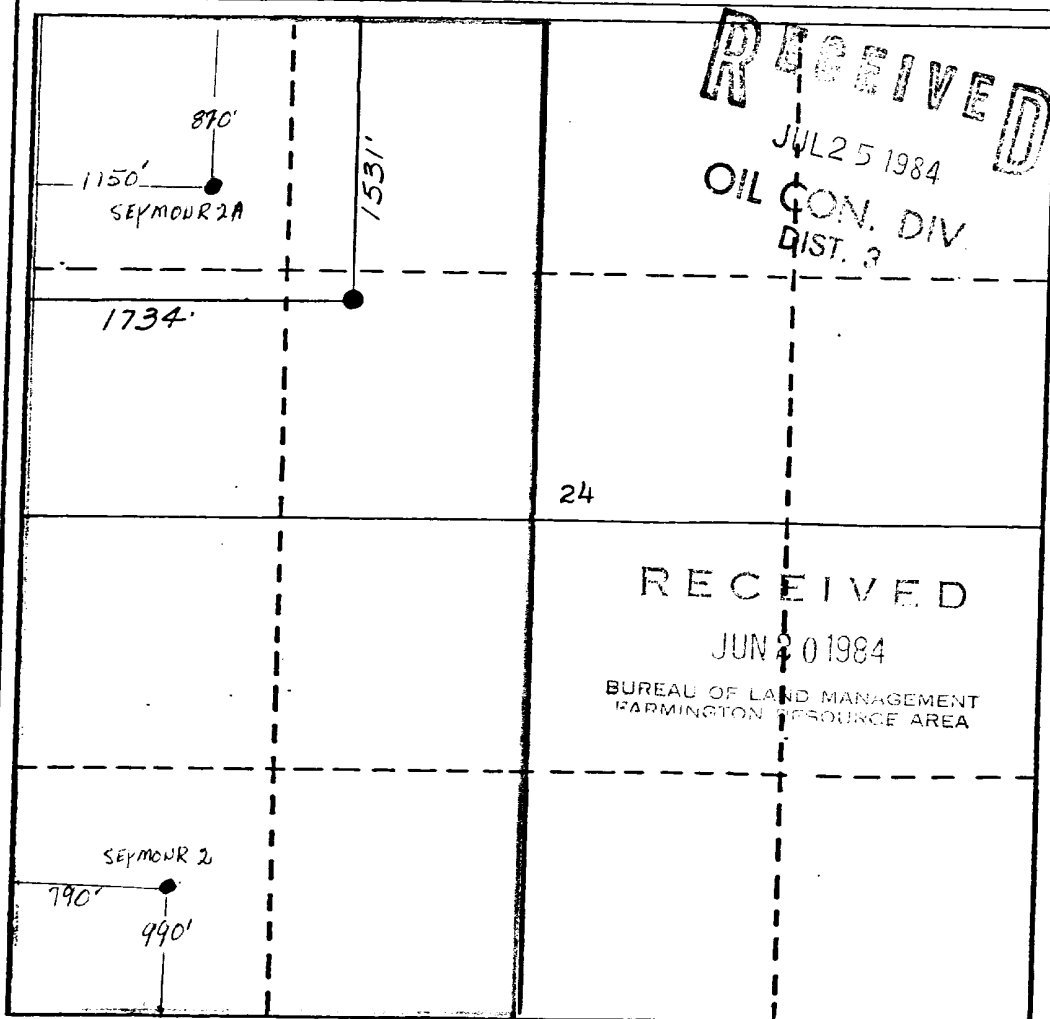 RECEIVED
JUL 25 1984
OIL CON. DIV.
DIST. 3
870'
1150'
SEYMOUR 2A
1531'
1734'
24
RECEIVED
JUN 20 1984
BUREAU OF LAND MANAGEMENT
FARMINGTON RESOURCE AREA
SEYMOUR 2
790'
990'